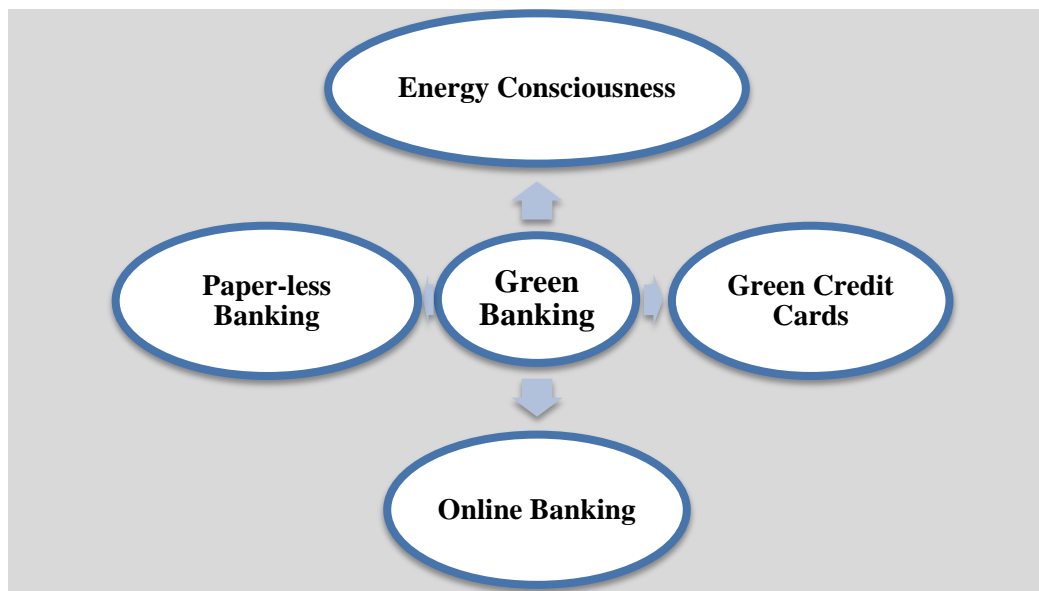 Energy Consciousness
Paper-less
Banking
Green
Banking
Green Credit
Cards
Online Banking